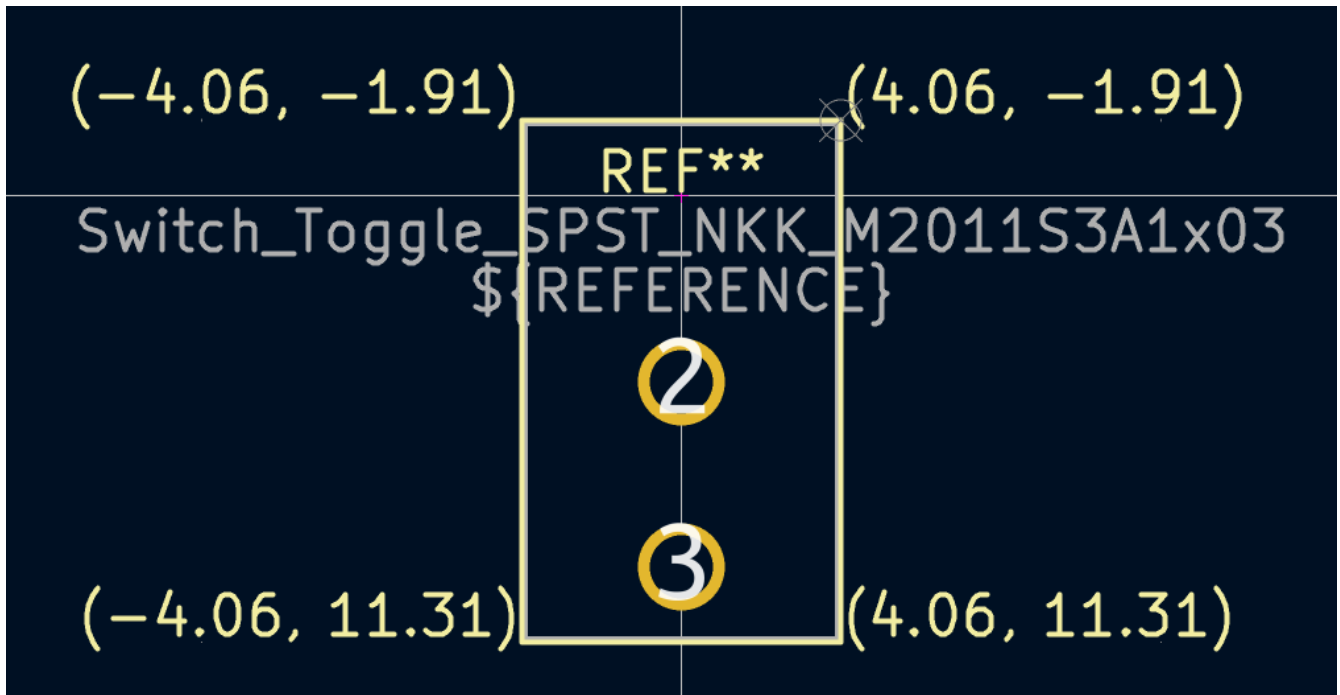 (-4.06, -1.91) (4.06, -1.91)
REF**
Switch_Toggle_SPST_NKK_M2011S3A1x03
${REFERENCE}
2
3
(-4.06, 11.31) (4.06, 11.31)